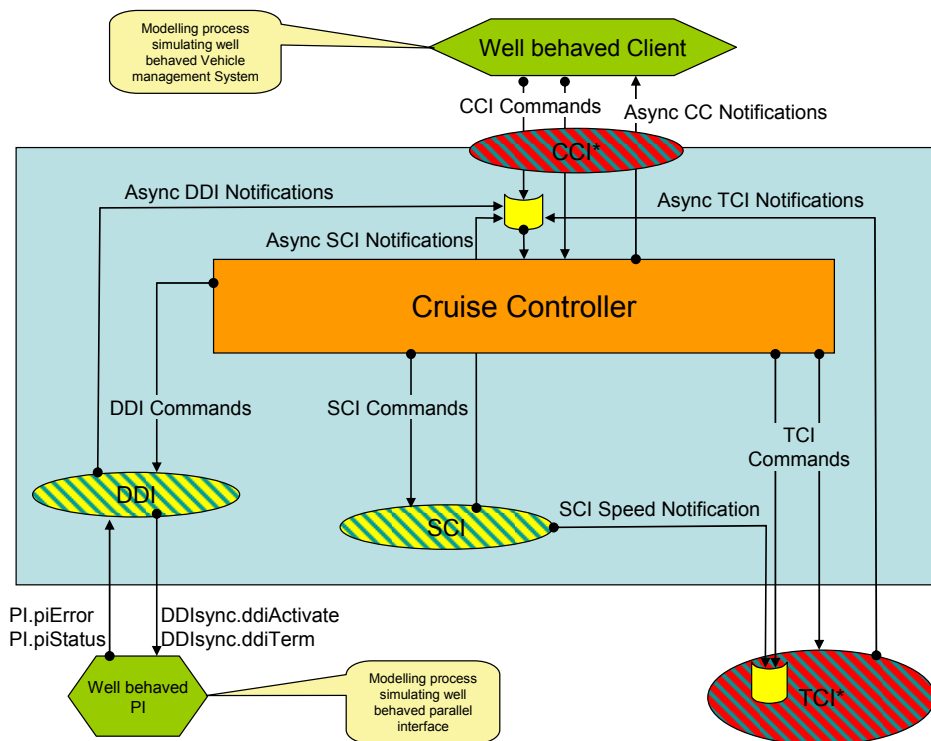 Modelling process
simulating well
behaved Vehicle
management System
Well behaved Client
CCI Commands
Async CC Notifications
CCI*
Async DDI Notifications
Async TCI Notifications
Async SCI Notifications
Cruise Controller
DDI Commands
SCI Commands
TCI
Commands
DDI
SCI
SCI Speed Notification
PI.piError
PI.piStatus
DDIsync.ddiActivate
DDIsync.ddiTerm
Well behaved
PI
Modelling process
simulating well
behaved parallel
interface
TCI*